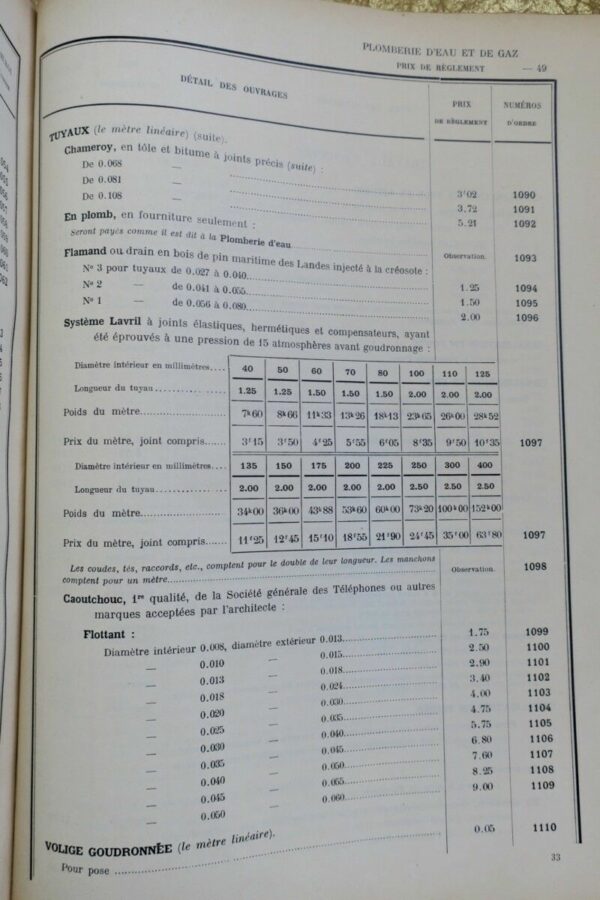 PLOMBERIE D'EAU ET DE GAZ
PRIX DE RÈGLEMENT — 49
DÉTAIL DES OUVRAGES
PRIX DE RÈGLEMENT
NUMÉROS D'ORDRE
TUYAUX (le mètre linéaire) (suite).
Chameroy, en tôle et bitume à joints précis (suite) :
De 0.068 — 3f02 1090
De 0.081 — 3.72 1091
De 0.108 — 5.21 1092
En plomb, en fourniture seulement :
Seront payés comme il est dit à la Plomberie d'eau Observation. 1093
Flamand ou drain en bois de pin maritime des Landes injecté à la créosote :
No 3 pour tuyaux de 0.027 à 0.040 1.25 1094
No 2 — de 0.041 à 0.055 1.50 1095
No 1 — de 0.056 à 0.080 2.00 1096
Système Lavril à joints élastiques, hermétiques et compensateurs, ayant
été éprouvés à une pression de 15 atmosphères avant goudronnage :
Diamètre intérieur en millimètres.... 40 50 60 70 80 100 110 125
Longueur du tuyau 1.25 1.25 1.50 1.50 1.50 2.00 2.00 2.00
Poids du mètre 7k60 8k66 11k33 13k26 18k13 23k65 26k00 28k52
Prix du mètre, joint compris...... 3f15 3f50 4f25 5f55 6f05 8f35 9f50 10f35 1097
Diamètre intérieur en millimètres.... 135 150 175 200 225 250 300 400
Longueur du tuyau 2.00 2.00 2.00 2.00 2.00 2.50 2.50 2.50
Poids du mètre 34k00 36k00 43k88 53k60 60k00 73k20 100k00 152k00
Prix du mètre, joint compris...... 11f25 12f45 15f10 18f55 21f90 24f45 35f00 63f80 1097
Les coudes, tés, raccords, etc., comptent pour le double de leur longueur. Les manchons
comptent pour un mètre Observation. 1098
Caoutchouc, 1re qualité, de la Société générale des Téléphones ou autres
marques acceptées par l'architecte :
Flottant :
Diamètre intérieur 0.008, diamètre extérieur 0.013 1.75 1099
— 0.010 — 0.015 2.50 1100
— 0.013 — 0.018 2.90 1101
— 0.018 — 0.024 3.40 1102
— 0.020 — 0.030 4.00 1103
— 0.025 — 0.035 4.75 1104
— 0.030 — 0.040 5.75 1105
— 0.035 — 0.045 6.80 1106
— 0.040 — 0.050 7.60 1107
— 0.045 — 0.055 8.25 1108
— 0.050 — 0.060 9.00 1109
VOLIGE GOUDRONNÉE (le mètre linéaire).
Pour pose 0.05 1110
33